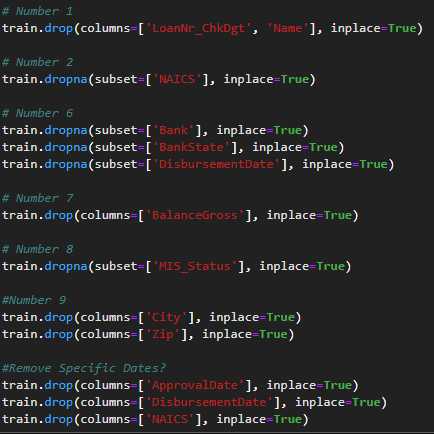 # Number 1
train.drop(columns=['LoanNr_ChkDgt', 'Name'], inplace=True)
# Number 2
train.dropna(subset=['NAICS'], inplace=True)
# Number 6
train.dropna(subset=['Bank'], inplace=True)
train.dropna(subset=['BankState'], inplace=True)
train.dropna(subset=['DisbursementDate'], inplace=True)
# Number 7
train.drop(columns=['BalanceGross'], inplace=True)
# Number 8
train.dropna(subset=['MIS_Status'], inplace=True)
#Number 9
train.drop(columns=['City'], inplace=True)
train.drop(columns=['Zip'], inplace=True)
#Remove Specific Dates?
train.drop(columns=['ApprovalDate'], inplace=True)
train.drop(columns=['DisbursementDate'], inplace=True)
train.drop(columns=['NAICS'], inplace=True)